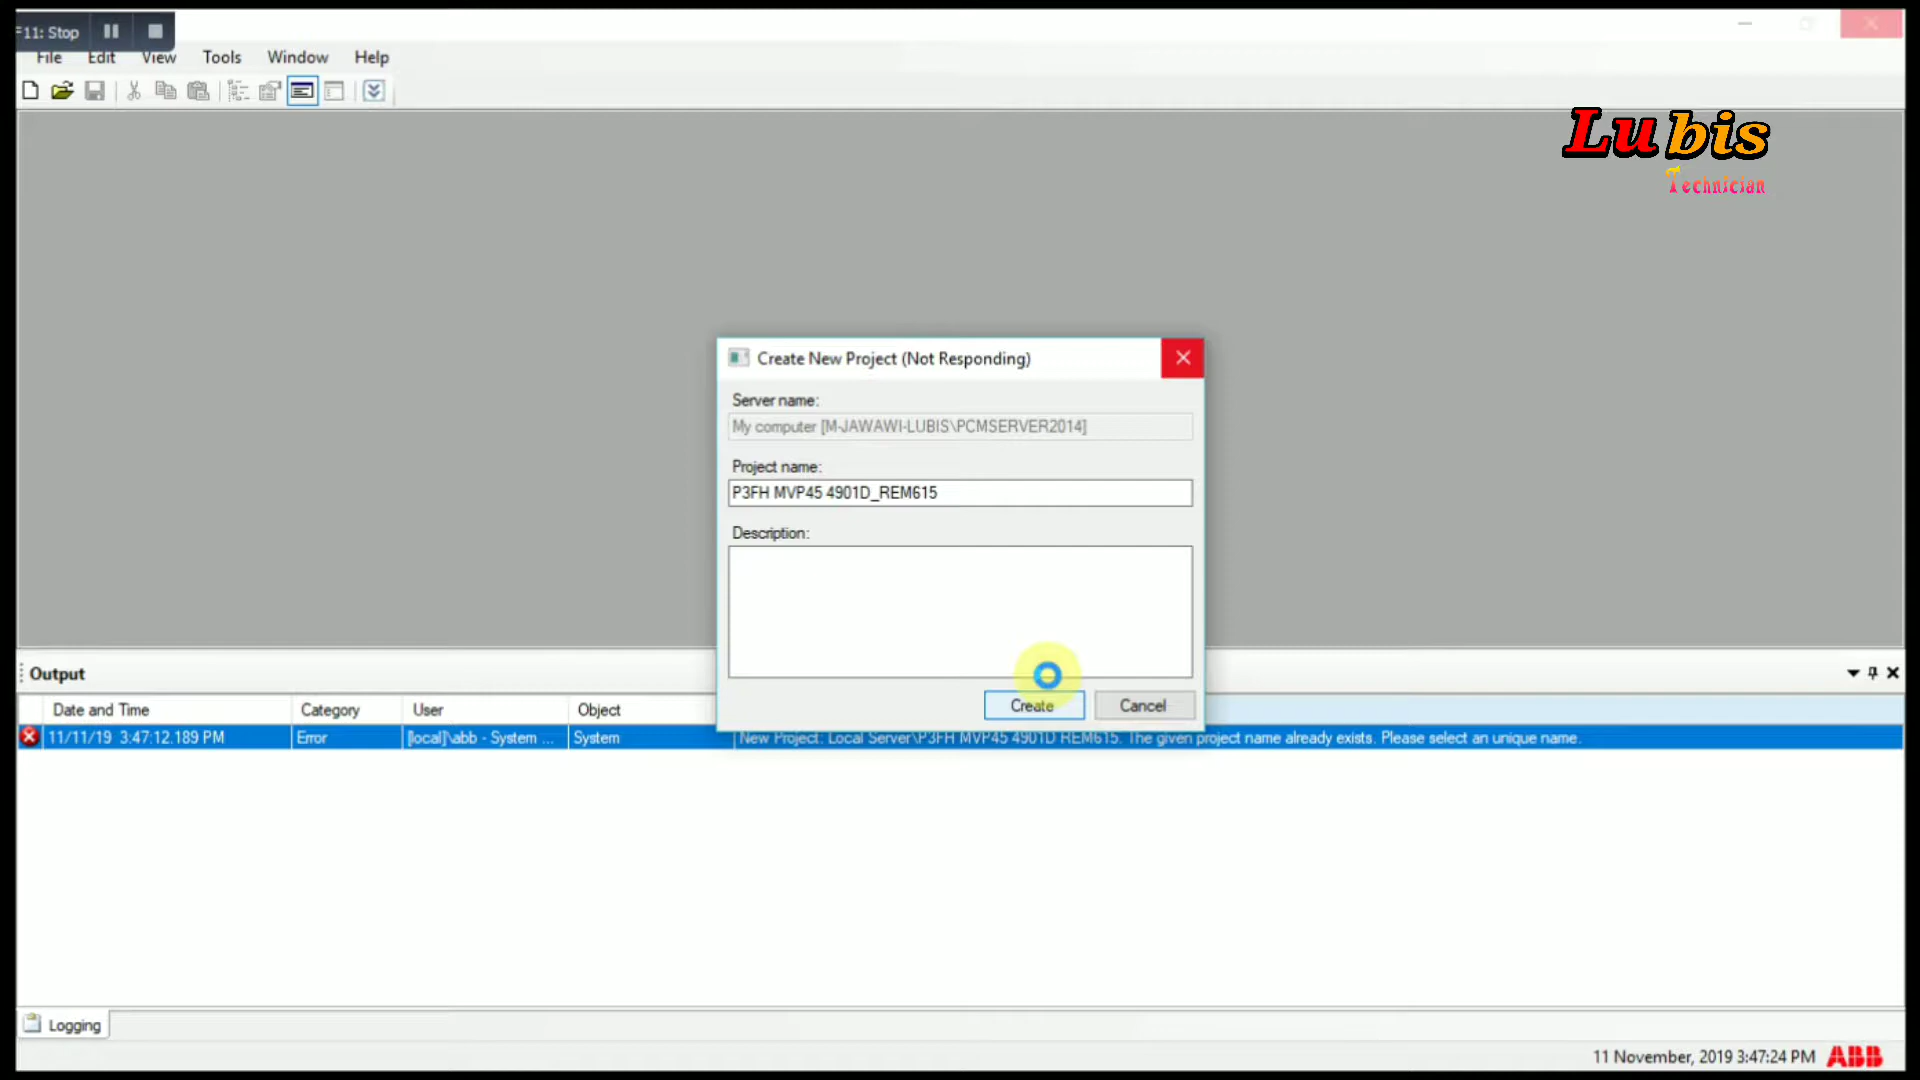 F11: Stop
File Edit View Tools Window Help
Lubis
Technician
Create New Project (Not Responding)
Server name:
My computer [M-JAWAWI-LUBIS\PCMSERVER2014]
Project name:
P3FH MVP45 4901D_REM615
Description:
Create Cancel
Output
Date and Time Category User Object
11/11/19 3:47:12.189 PM Error [local]\abb - System ... System New Project: Local Server\P3FH MVP45 4901D REM615. The given project name already exists. Please select an unique name.
Logging
11 November, 2019 3:47:24 PM ABB